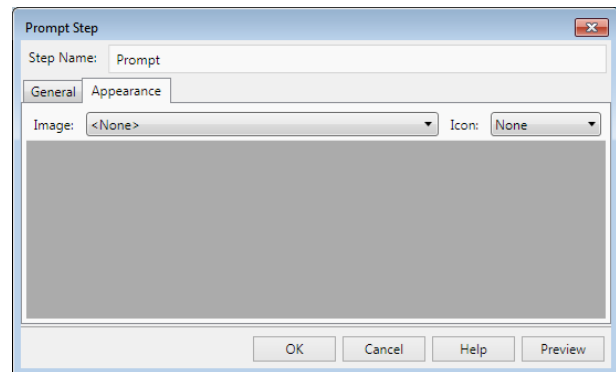 Prompt Step
Step Name: Prompt
General Appearance
Image: <None> Icon: None
OK Cancel Help Preview